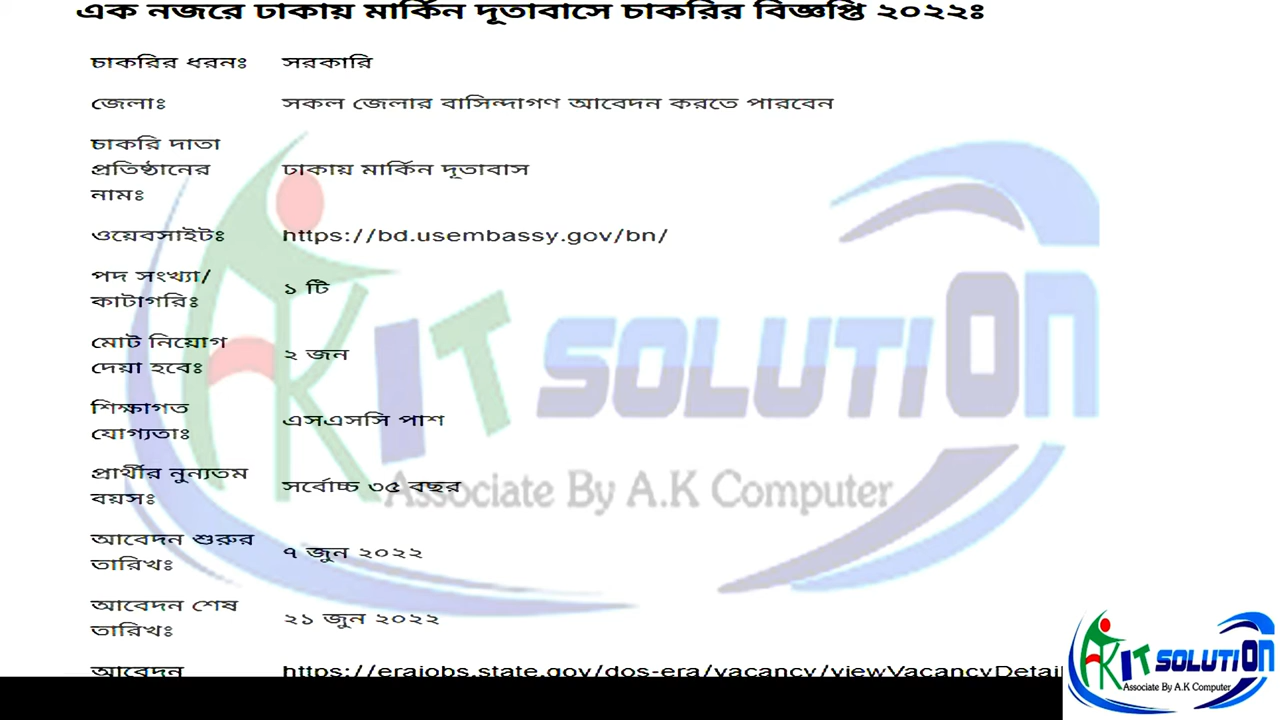 এক নজরে ঢাকায় মার্কিন দূতাবাসে চাকরির বিজ্ঞপ্তি ২০২২ঃ
চাকরির ধরনঃ সরকারি
জেলাঃ সকল জেলার বাসিন্দাগণ আবেদন করতে পারবেন
চাকরি দাতা
প্রতিষ্ঠানের ঢাকায় মার্কিন দূতাবাস
নামঃ
ওয়েবসাইটঃ https://bd.usembassy.gov/bn/
পদ সংখ্যা/
কাটাগরিঃ
১ টি
মোট নিয়োগ
দেয়া হবেঃ
২ জন
শিক্ষাগত
যোগ্যতাঃ
এসএসসি পাশ
প্রার্থীর নুন্যতম
বয়সঃ
সর্বোচ্চ ৩৫ বছর
আবেদন শুরুর
তারিখঃ
৭ জুন ২০২২
আবেদন শেষ
তারিখঃ
২১ জুন ২০২২
আবেদন https://erajobs.state.gov/dos-era/vacancy/viewVacancyDetail
KIT SOLUTION
Associate By A.K Computer
KIT SOLUTION
Associate By A.K Computer